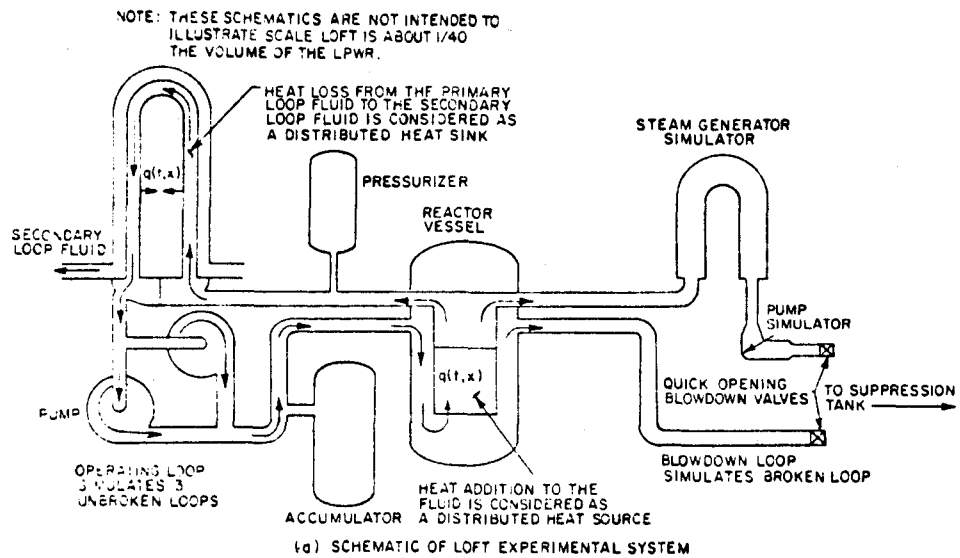 NOTE: THESE SCHEMATICS ARE NOT INTENDED TO
ILLUSTRATE SCALE LOFT IS ABOUT 1/40
THE VOLUME OF THE LPWR.
HEAT LOSS FROM THE PRIMARY
LOOP FLUID TO THE SECONDARY
LOOP FLUID IS CONSIDERED AS
A DISTRIBUTED HEAT SINK
STEAM GENERATOR
SIMULATOR
q(t,x)
PRESSURIZER
REACTOR
VESSEL
SECONDARY
LOOP FLUID
PUMP
SIMULATOR
q(t,x)
QUICK OPENING
BLOWDOWN VALVES
TO SUPPRESSION
TANK
PUMP
OPERATING LOOP
SIMULATES 3
UNBROKEN LOOPS
BLOWDOWN LOOP
SIMULATES BROKEN LOOP
ACCUMULATOR
HEAT ADDITION TO THE
FLUID IS CONSIDERED AS
A DISTRIBUTED HEAT SOURCE
(a) SCHEMATIC OF LOFT EXPERIMENTAL SYSTEM